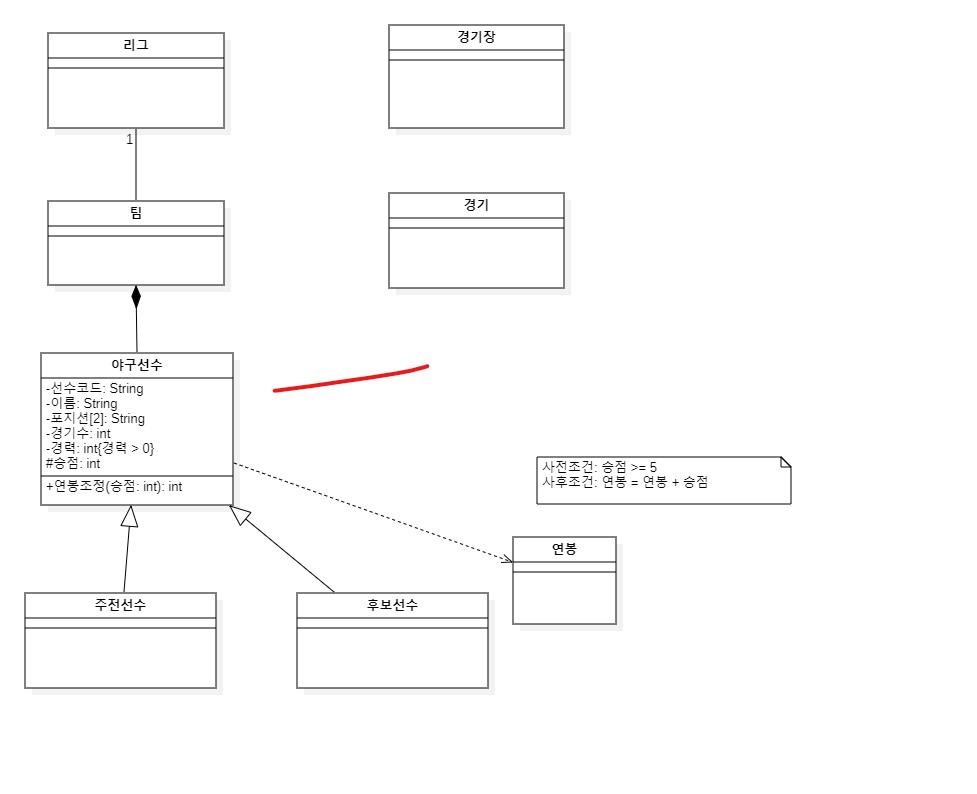 리그
경기장
1
팀
경기
야구선수
-선수코드: String
-이름: String
-포지션[2]: String
-경기수: int
-경력: int{경력 > 0}
#승점: int
+연봉조정(승점: int): int
사전조건: 승점 >= 5
사후조건: 연봉 = 연봉 + 승점
연봉
주전선수
후보선수